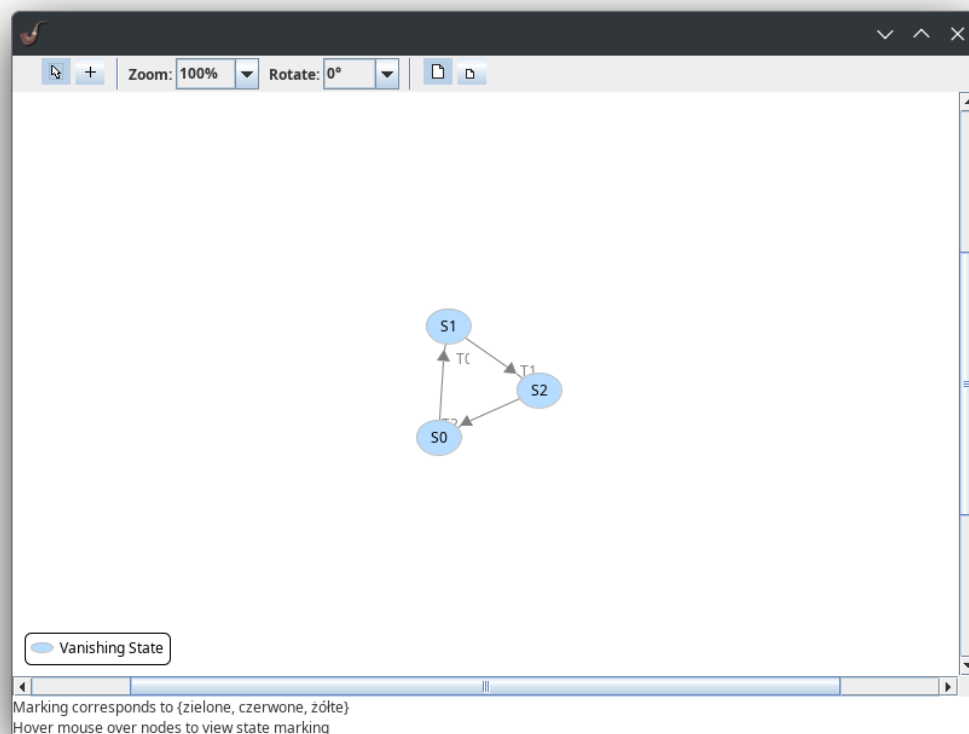 Zoom: 100% Rotate: 0°
S1
T1
S2
S0
Vanishing State
Marking corresponds to {zielone, czerwone, żółte}
Hover mouse over nodes to view state marking